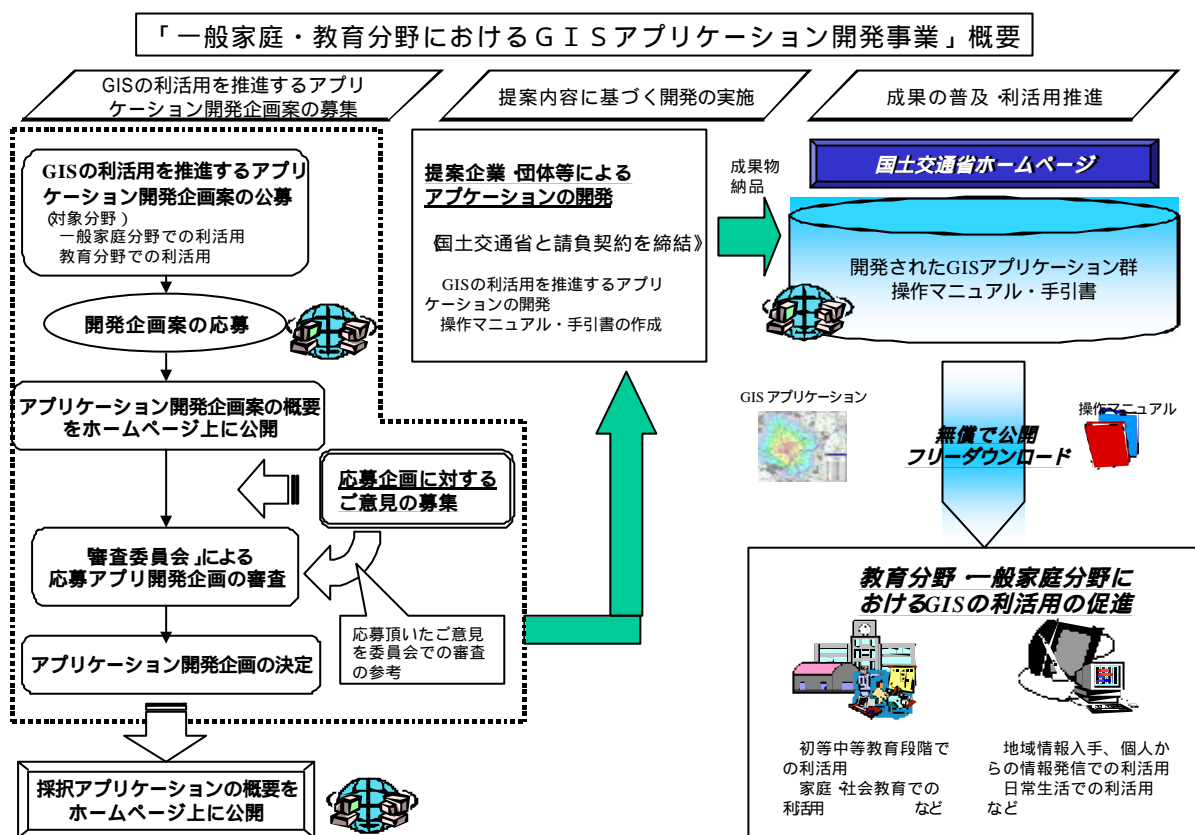 「一般家庭・教育分野におけるＧＩＳアプリケーション開発事業」概要
GISの利活用を推進するアプリ
ケーション開発企画案の募集
提案内容に基づく開発の実施
成果の普及・利活用推進
GISの利活用を推進するアプリ
ケーション開発企画案の公募
(対象分野)
一般家庭分野での利活用
教育分野での利活用
開発企画案の応募
アプリケーション開発企画案の概要
をホームページ上に公開
応募企画に対する
ご意見の募集
「審査委員会」による
応募アプリ開発企画の審査
応募頂いたご意見
を委員会での審査
の参考
アプリケーション開発企画の決定
採択アプリケーションの概要を
ホームページ上に公開
提案企業・団体等による
アプケーションの開発
《国土交通省と請負契約を締結》
GISの利活用を推進するアプリ
ケーションの開発
操作マニュアル・手引書の作成
成果物
納品
国土交通省ホームページ
開発されたGISアプリケーション群
操作マニュアル・手引書
GIS アプリケーション
操作マニュアル
無償で公開
フリーダウンロード
教育分野・一般家庭分野に
おけるGISの利活用の促進
初等中等教育段階で
の利活用
家庭・社会教育での
利活用 など
地域情報入手、個人か
らの情報発信での利活用
日常生活での利活用
など